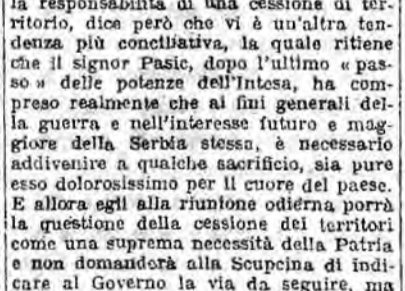 la responsabilità di una cessione di ter-
ritorio, dice però che vi è un'altra ten-
denza più conciliativa, la quale ritiene
che il signor Pasic, dopo l'ultimo « pas-
so » delle potenze dell'Intesa, ha com-
preso realmente che ai fini generali del-
la guerra e nell'interesse futuro e mag-
giore della Serbia stessa, è necessario
addivenire a qualche sacrificio, sia pure
esso dolorosissimo per il cuore del paese.
E allora egli alla riunione odierna porrà
la questione della cessione dei territori
come una suprema necessità della Patria
e non domanderà alla Scupcina di indi-
care al Governo la via da seguire, ma